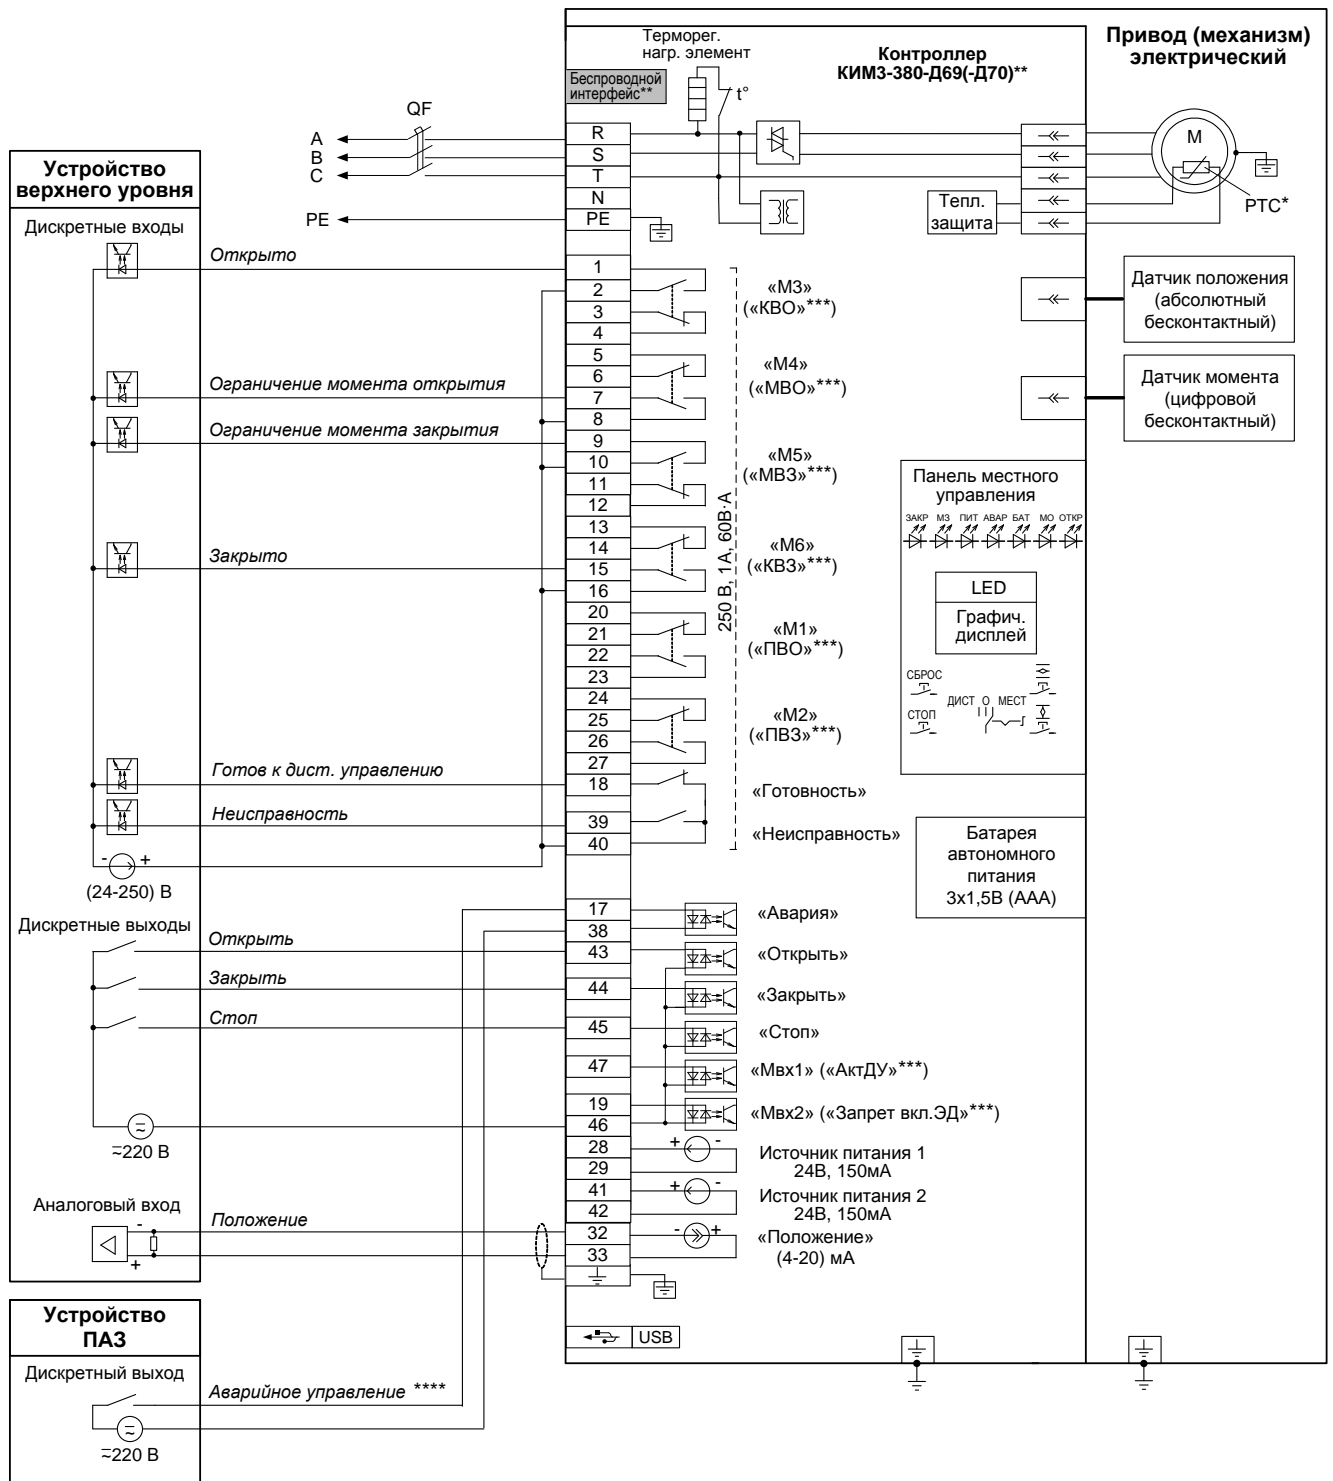 Привод (механизм)
электрический
Терморег.
нагр. элемент
Контроллер
КИМ3-380-Д69(-Д70)**
Беспроводной
интерфейс**
t°
QF
A
B
C
PE
R
S
T
N
PE
M
PTC*
Тепл.
защита
Устройство
верхнего уровня
Дискретные входы
Открыто
Ограничение момента открытия
Ограничение момента закрытия
Закрыто
Готов к дист. управлению
Неисправность
- +
(24-250) В
Дискретные выходы
Открыть
Закрыть
Стоп
≂220 В
Аналоговый вход
-
+
Положение
1
2
3
4
5
6
7
8
9
10
11
12
13
14
15
16
20
21
22
23
24
25
26
27
18
39
40
17
38
43
44
45
47
19
46
28
29
41
42
32
33
«М3»
(«КВО»***)
«М4»
(«МВО»***)
«М5»
(«МВЗ»***)
«М6»
(«КВЗ»***)
«М1»
(«ПВО»***)
«М2»
(«ПВЗ»***)
250 В, 1А, 60В·А
«Готовность»
«Неисправность»
«Авария»
«Открыть»
«Закрыть»
«Стоп»
«Мвх1» («АктДУ»***)
«Мвх2» («Запрет вкл.ЭД»***)
+ -
Источник питания 1
24В, 150мА
+ -
Источник питания 2
24В, 150мА
- +
«Положение»
(4-20) мА
USB
Датчик положения
(абсолютный
бесконтактный)
Датчик момента
(цифровой
бесконтактный)
Панель местного
управления
ЗАКР МЗ ПИТ АВАР БАТ МО ОТКР
LED
Графич.
дисплей
СБРОС
СТОП
ДИСТ О МЕСТ
Батарея
автономного
питания
3х1,5В (ААА)
Устройство
ПАЗ
Дискретный выход
Аварийное управление ****
≂220 В